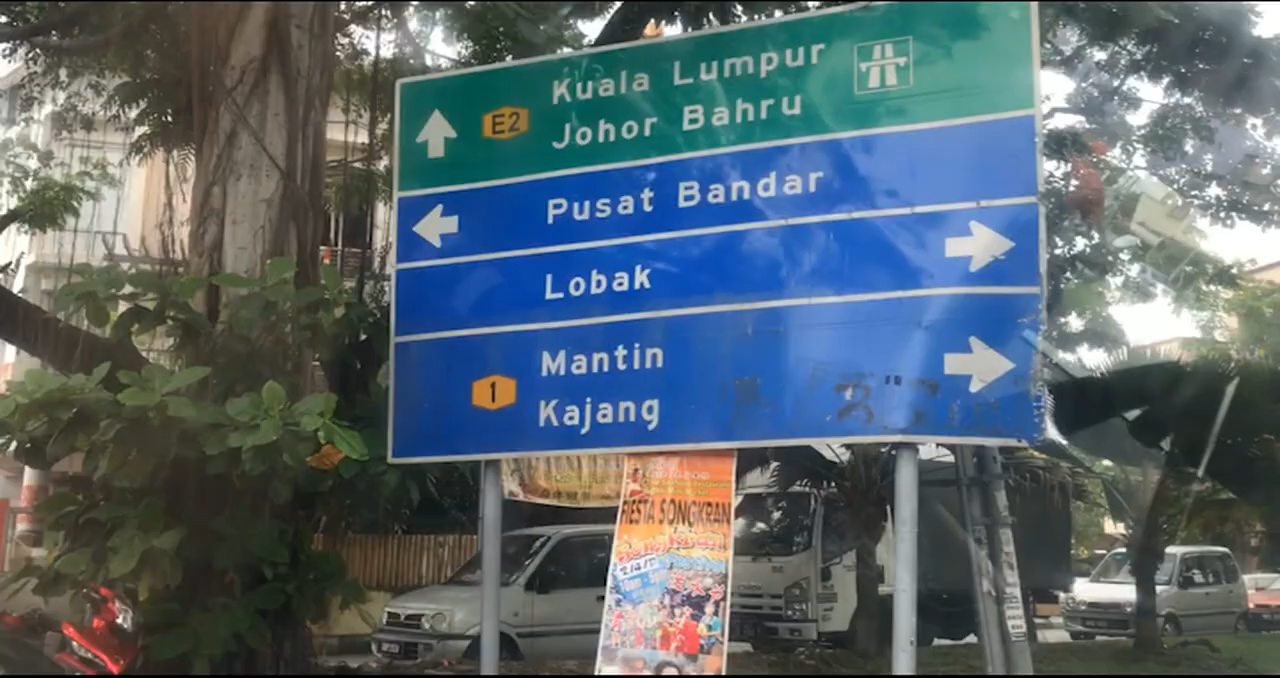 E2
Kuala Lumpur
Johor Bahru
Pusat Bandar
Lobak
1
Mantin
Kajang
FIESTA SONGKRAN